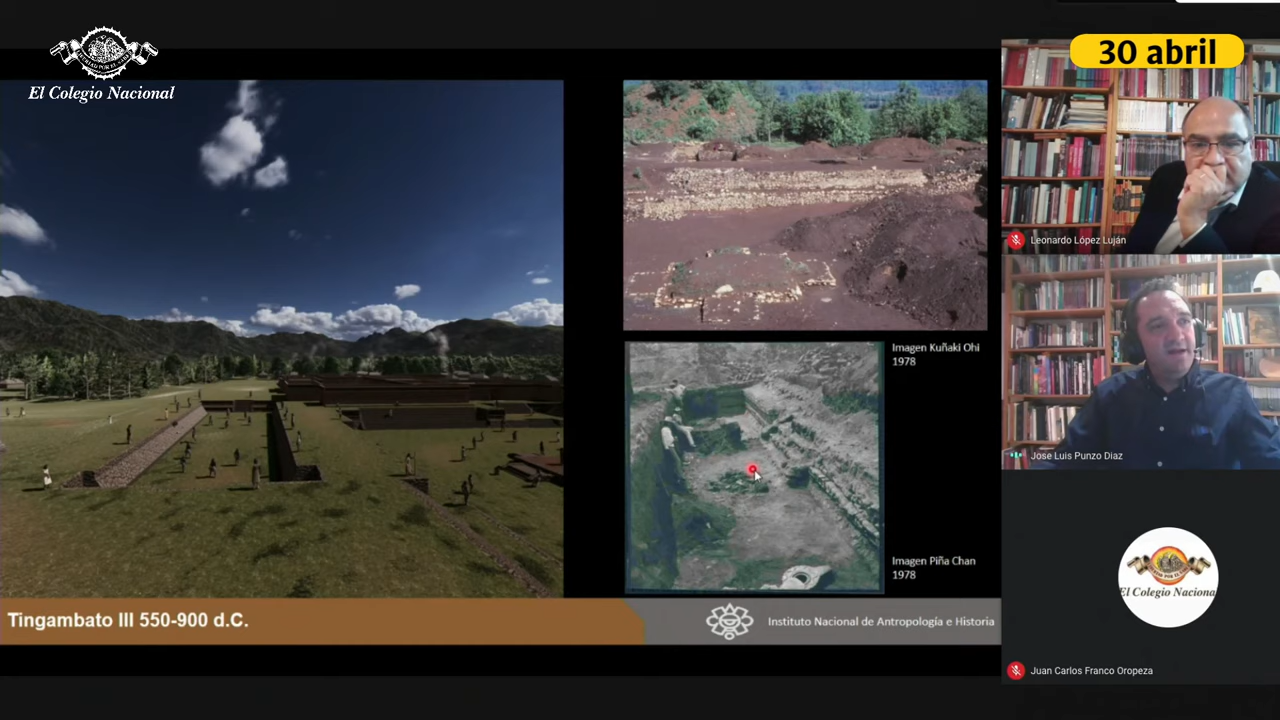 El Colegio Nacional
30 abril
Leonardo López Luján
Imagen Kuñaki Ohi
1978
Jose Luis Punzo Diaz
Imagen Piña Chan
1978
El Colegio Naciona
Tingambato III 550-900 d.C.
Instituto Nacional de Antropología e Historia
Juan Carlos Franco Oropeza